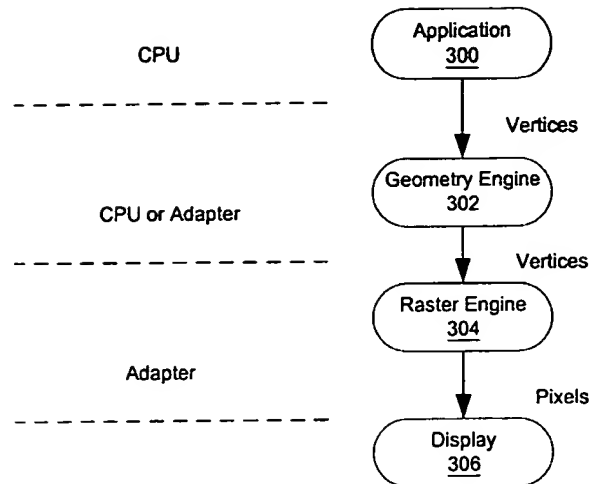 Application
300
CPU
Vertices
Geometry Engine
302
CPU or Adapter
Vertices
Raster Engine
304
Adapter
Pixels
Display
306